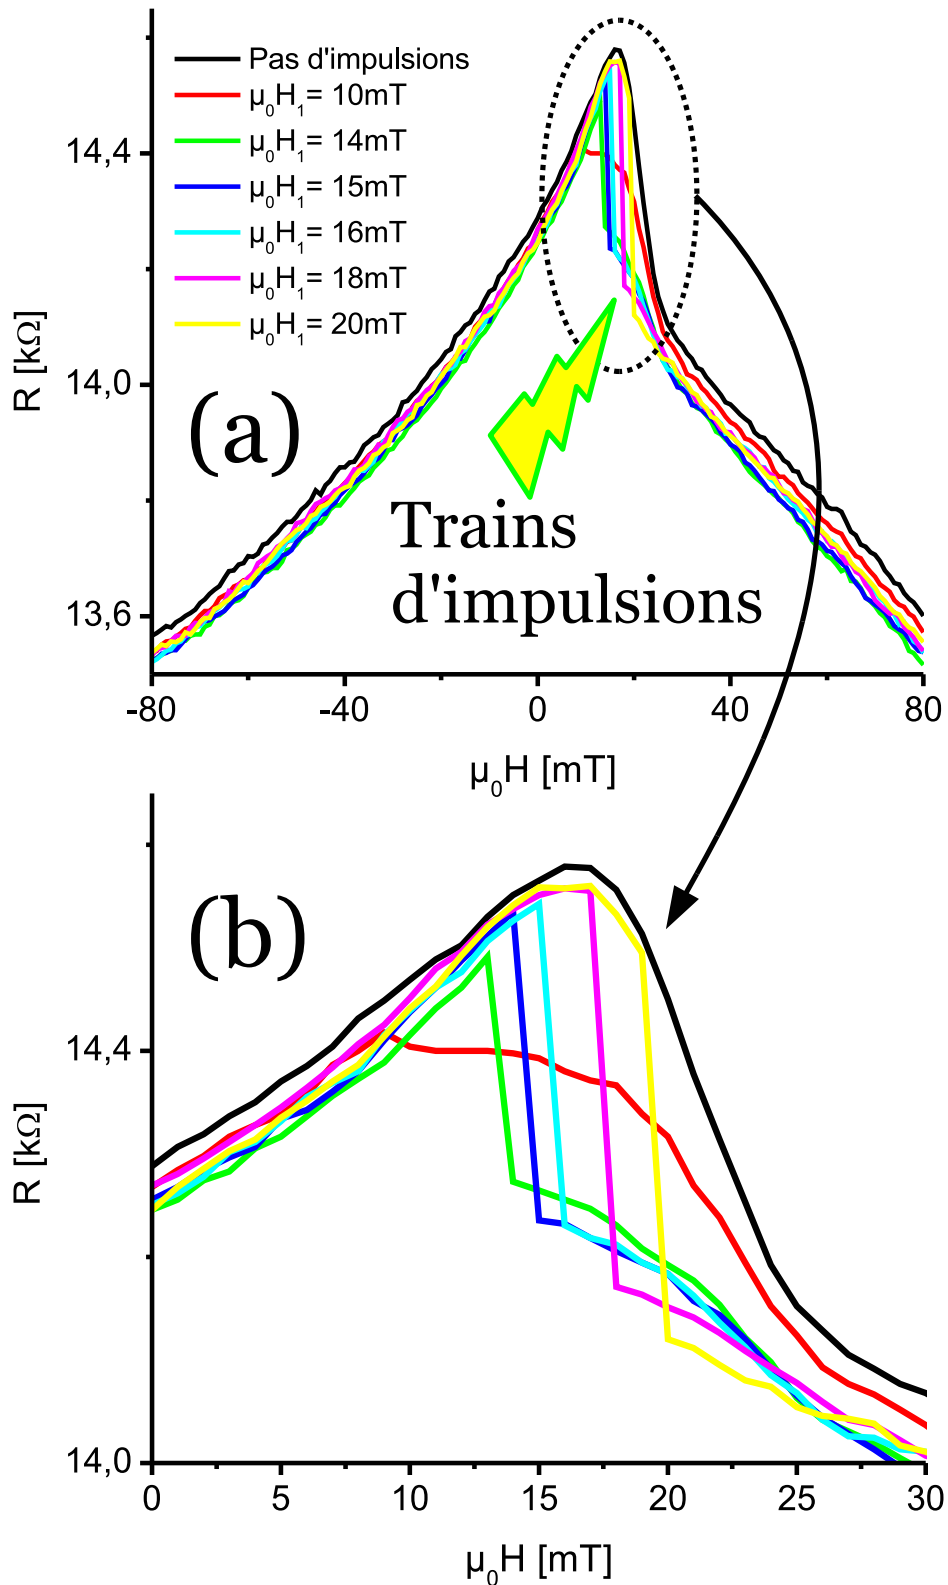 Pas d'impulsions
μ₀H₁= 10mT
μ₀H₁= 14mT
μ₀H₁= 15mT
μ₀H₁= 16mT
μ₀H₁= 18mT
μ₀H₁= 20mT
14,4
14,0
13,6
R [kΩ]
(a)
Trains
d'impulsions
-80 -40 0 40 80
μ₀H [mT]
(b)
14,4
14,0
R [kΩ]
0 5 10 15 20 25 30
μ₀H [mT]